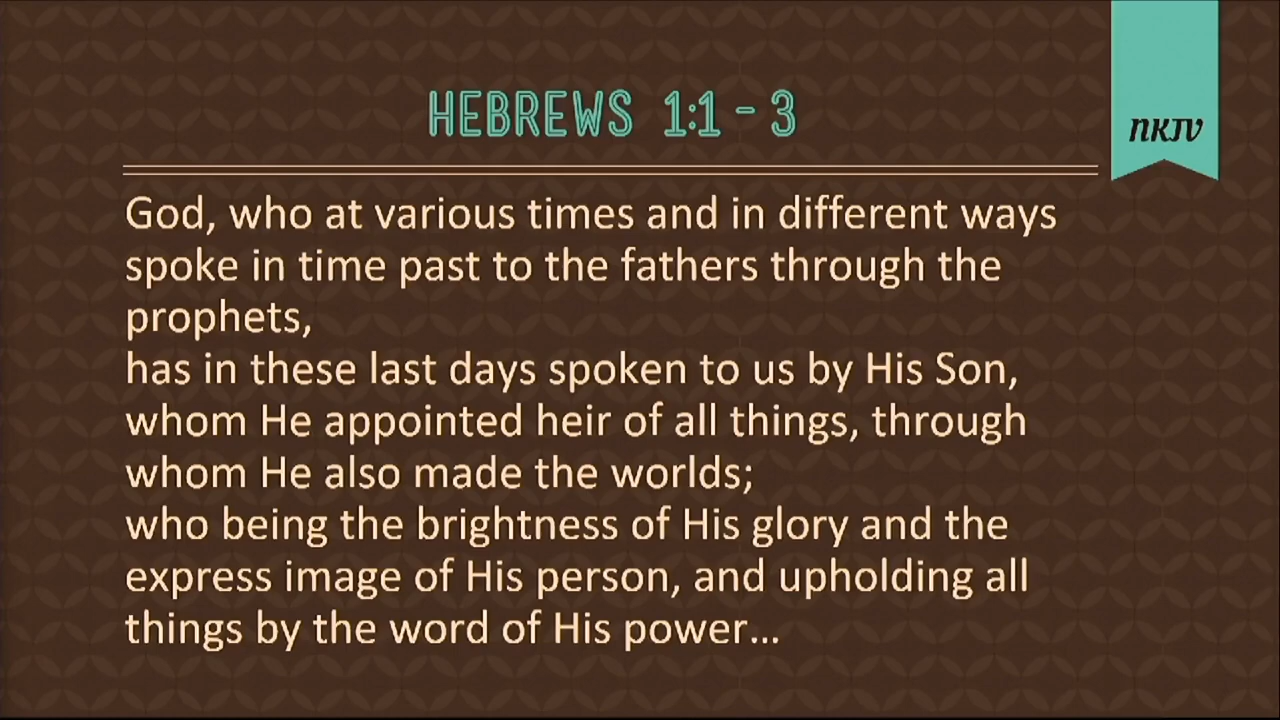 HEBREWS 1:1 - 3
NKJV
God, who at various times and in different ways
spoke in time past to the fathers through the
prophets,
has in these last days spoken to us by His Son,
whom He appointed heir of all things, through
whom He also made the worlds;
who being the brightness of His glory and the
express image of His person, and upholding all
things by the word of His power...